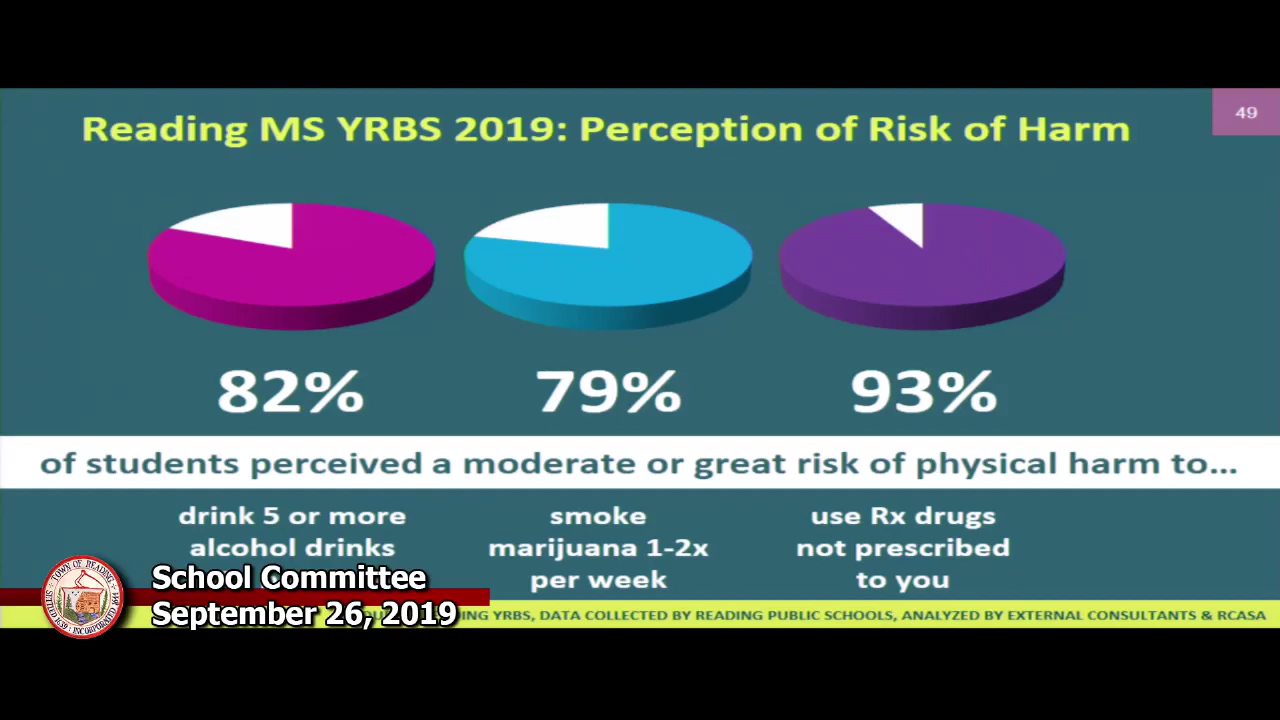 49
Reading MS YRBS 2019: Perception of Risk of Harm
82%
79%
93%
of students perceived a moderate or great risk of physical harm to...
drink 5 or more
alcohol drinks
smoke
marijuana 1-2x
per week
use Rx drugs
not prescribed
to you
School Committee
September 26, 2019
YRBS, DATA COLLECTED BY READING PUBLIC SCHOOLS, ANALYZED BY EXTERNAL CONSULTANTS & RCASA
TOWN OF READING